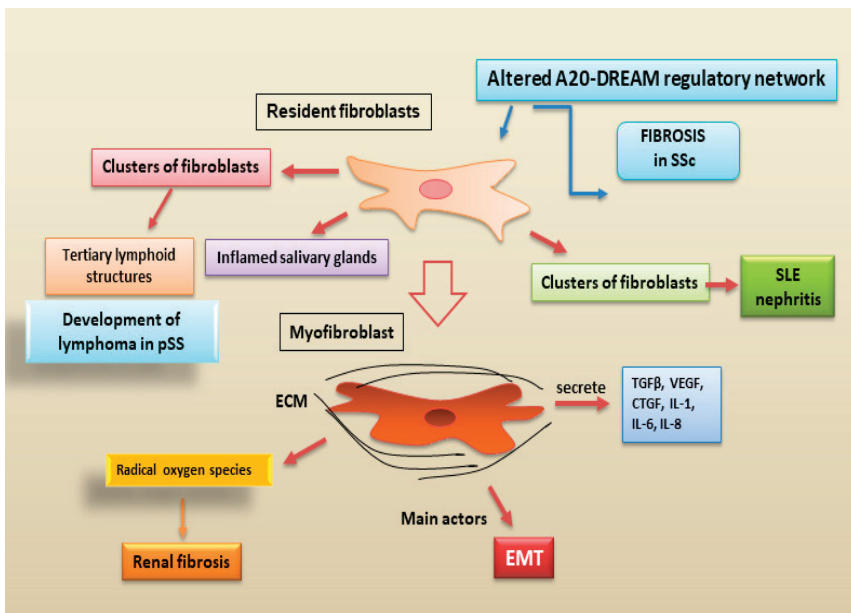 Altered A20-DREAM regulatory network
Resident fibroblasts
FIBROSIS
in SSc
Clusters of fibroblasts
Tertiary lymphoid
structures
Inflamed salivary glands
Clusters of fibroblasts
SLE
nephritis
Development of
lymphoma in pSS
Myofibroblast
ECM
secrete
TGFβ, VEGF,
CTGF, IL-1,
IL-6, IL-8
Radical oxygen species
Main actors
Renal fibrosis
EMT